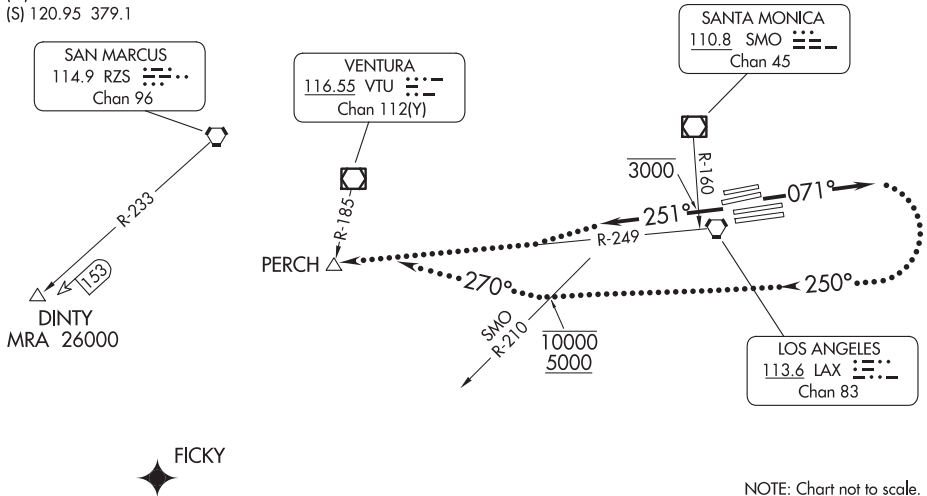 (S) 120.95 379.1
SAN MARCUS
114.9 RZS
Chan 96
VENTURA
116.55 VTU
Chan 112(Y)
SANTA MONICA
110.8 SMO
Chan 45
R-233
R-185
3000
R-160
251°
071°
R-249
PERCH
270°
250°
153
DINTY
MRA 26000
SMO
R-210
10000
5000
LOS ANGELES
113.6 LAX
Chan 83
FICKY
NOTE: Chart not to scale.